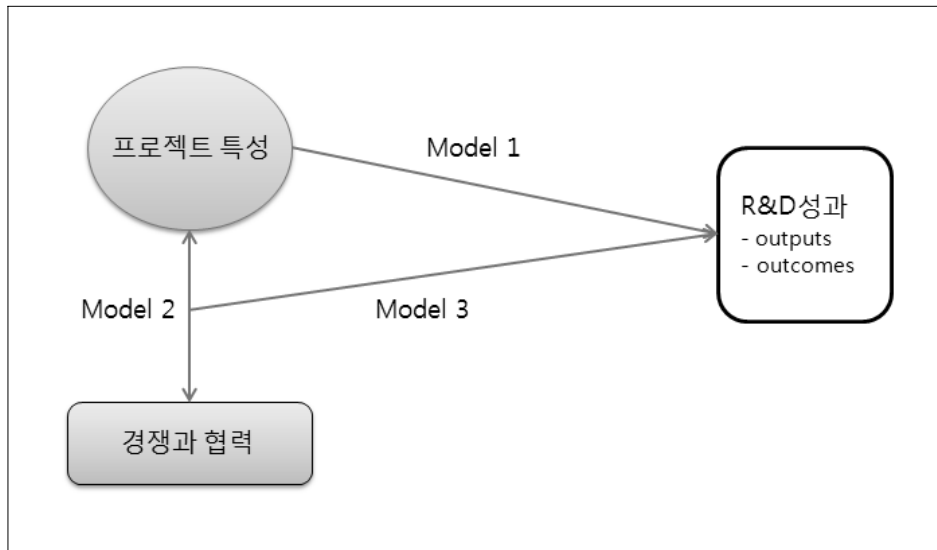 프로젝트 특성
Model 1
R&D성과
- outputs
- outcomes
Model 2
Model 3
경쟁과 협력